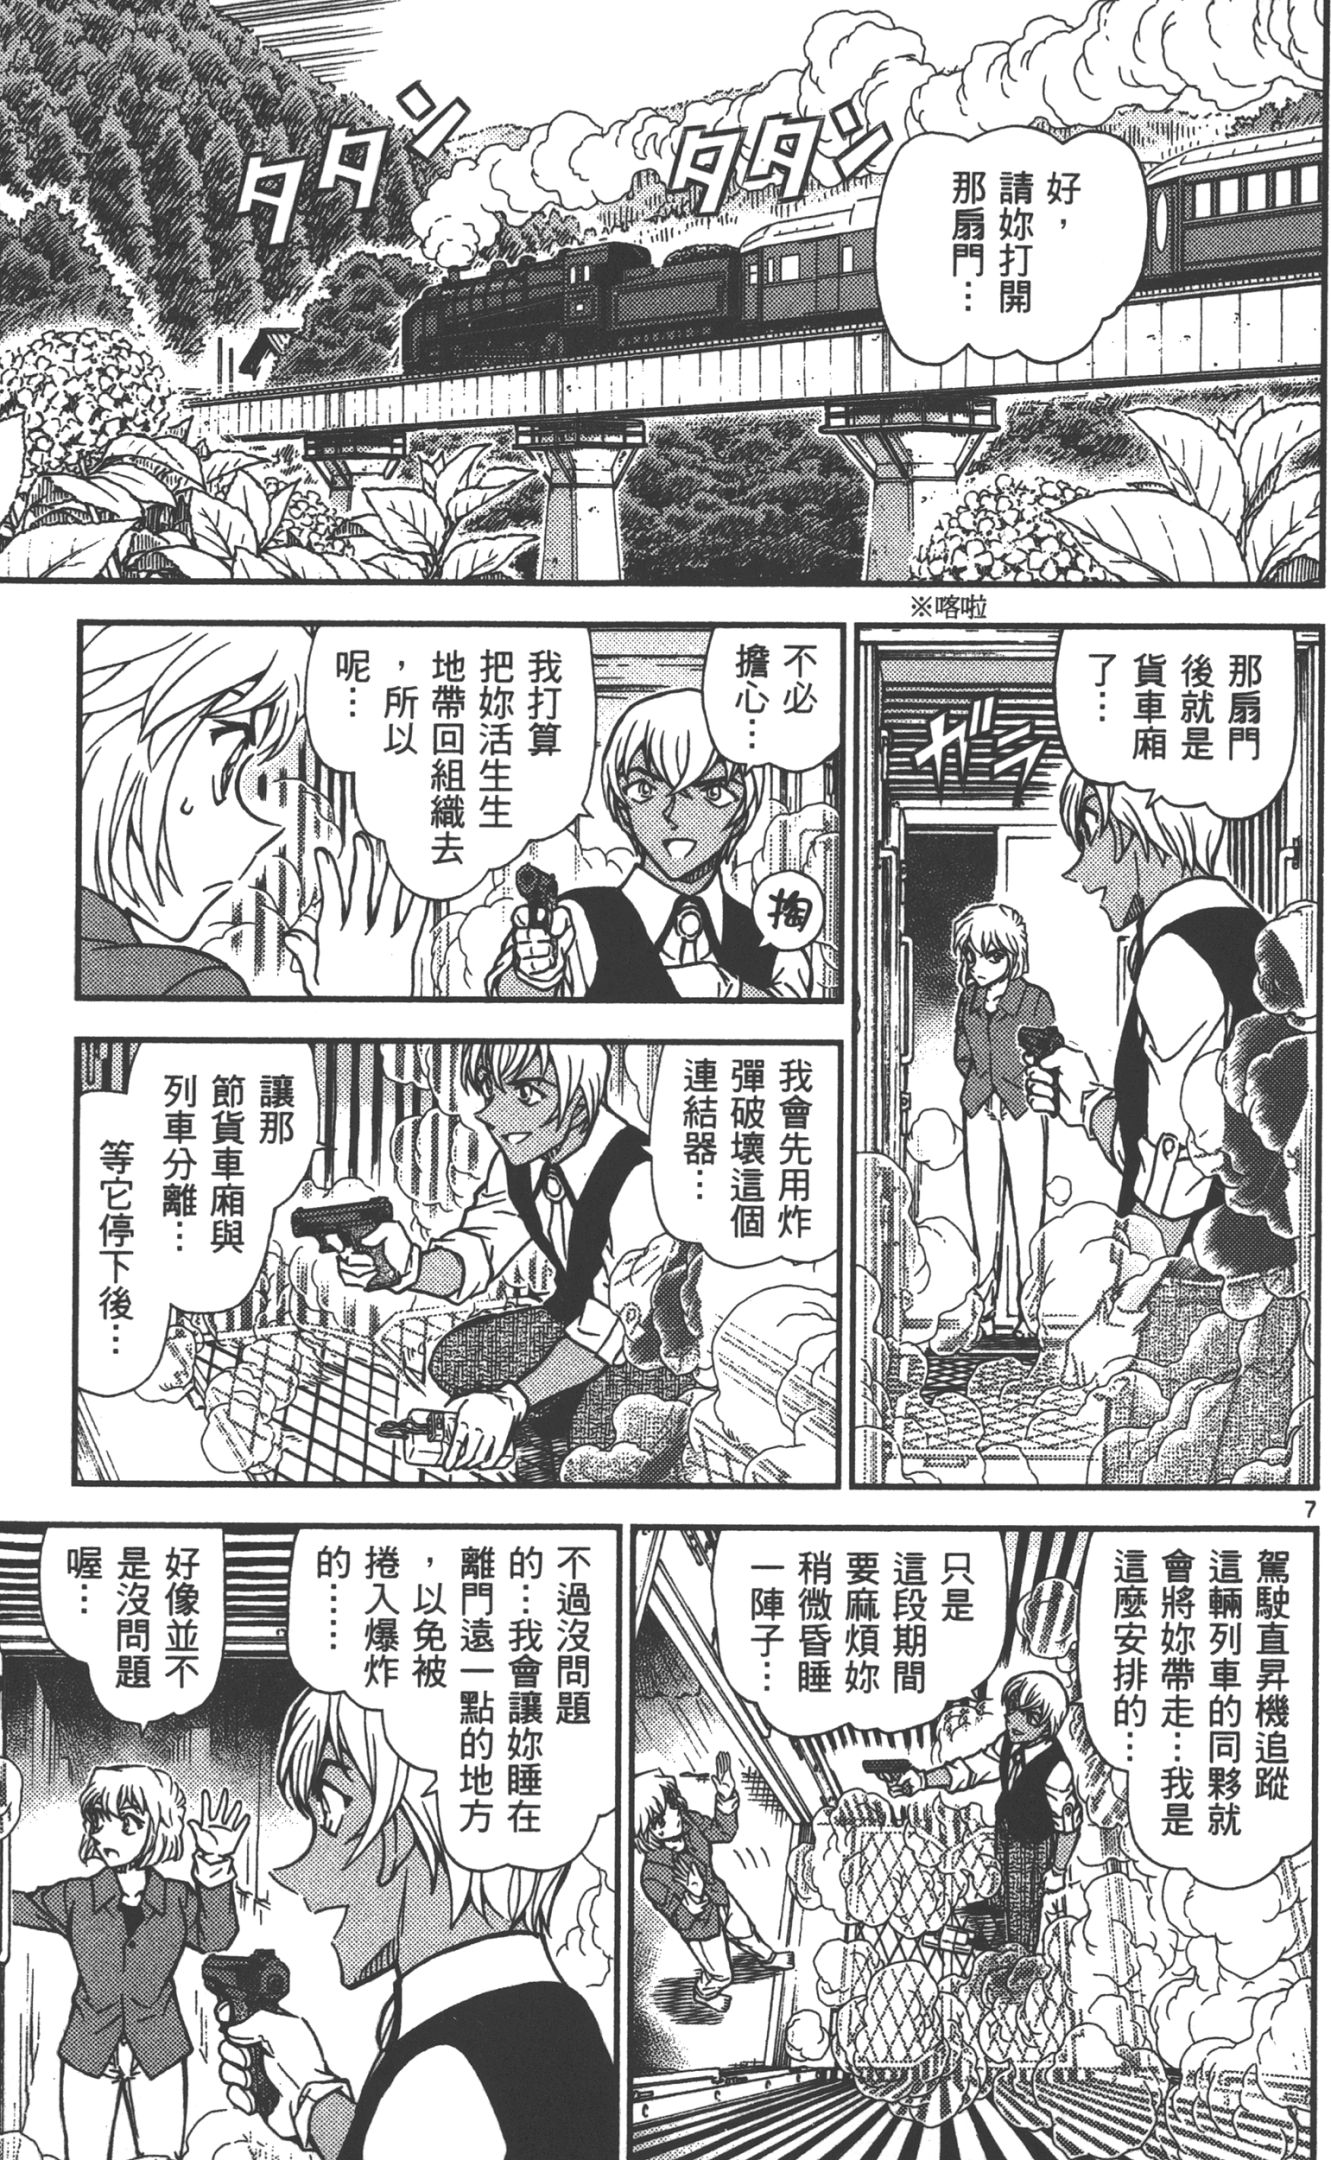 好，
請妳打開
那扇門…
タタン
タタン
※喀啦
那扇門
後就是
貨車廂
了…
ガラ
不必
擔心…
掏
我打算
把妳活生生
地帶回組織去
，所以
呢…
我會先用炸
彈破壞這個
連結器…
讓那
節貨車廂與
列車分離…
等它停下後…
7
駕駛直昇機追蹤
這輛列車的同夥就
會將妳帶走…我是
這麼安排的…
只是
這段期間
要麻煩妳
稍微昏睡
一陣子…
不過沒問題
的…我會讓妳睡在
離門遠一點的地方
，以免被
捲入爆炸
的……
好像並不
是沒問題
喔…